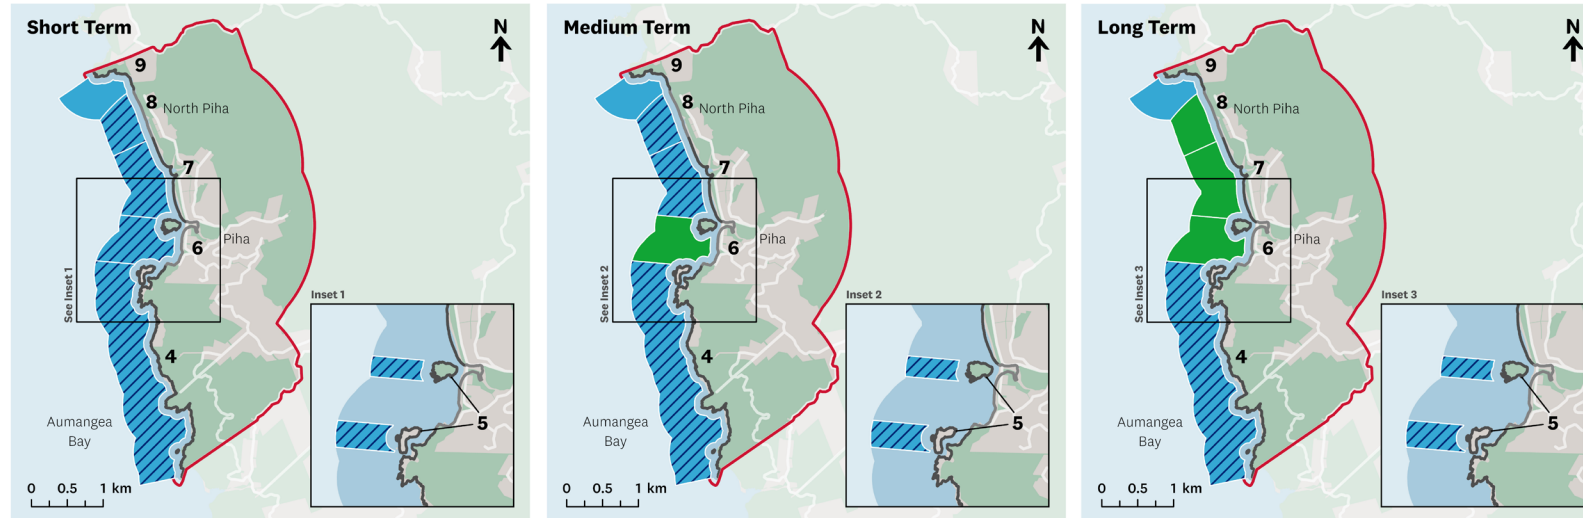 Short Term
N
9
8
North Piha
7
6
Piha
See Inset 1
4
Inset 1
5
Aumangea
Bay
0 0.5 1 km
Medium Term
N
9
8
North Piha
7
6
Piha
See Inset 2
4
Inset 2
5
Aumangea
Bay
0 0.5 1 km
Long Term
N
9
8
North Piha
7
6
Piha
See Inset 3
4
Inset 3
5
Aumangea
Bay
0 0.5 1 km